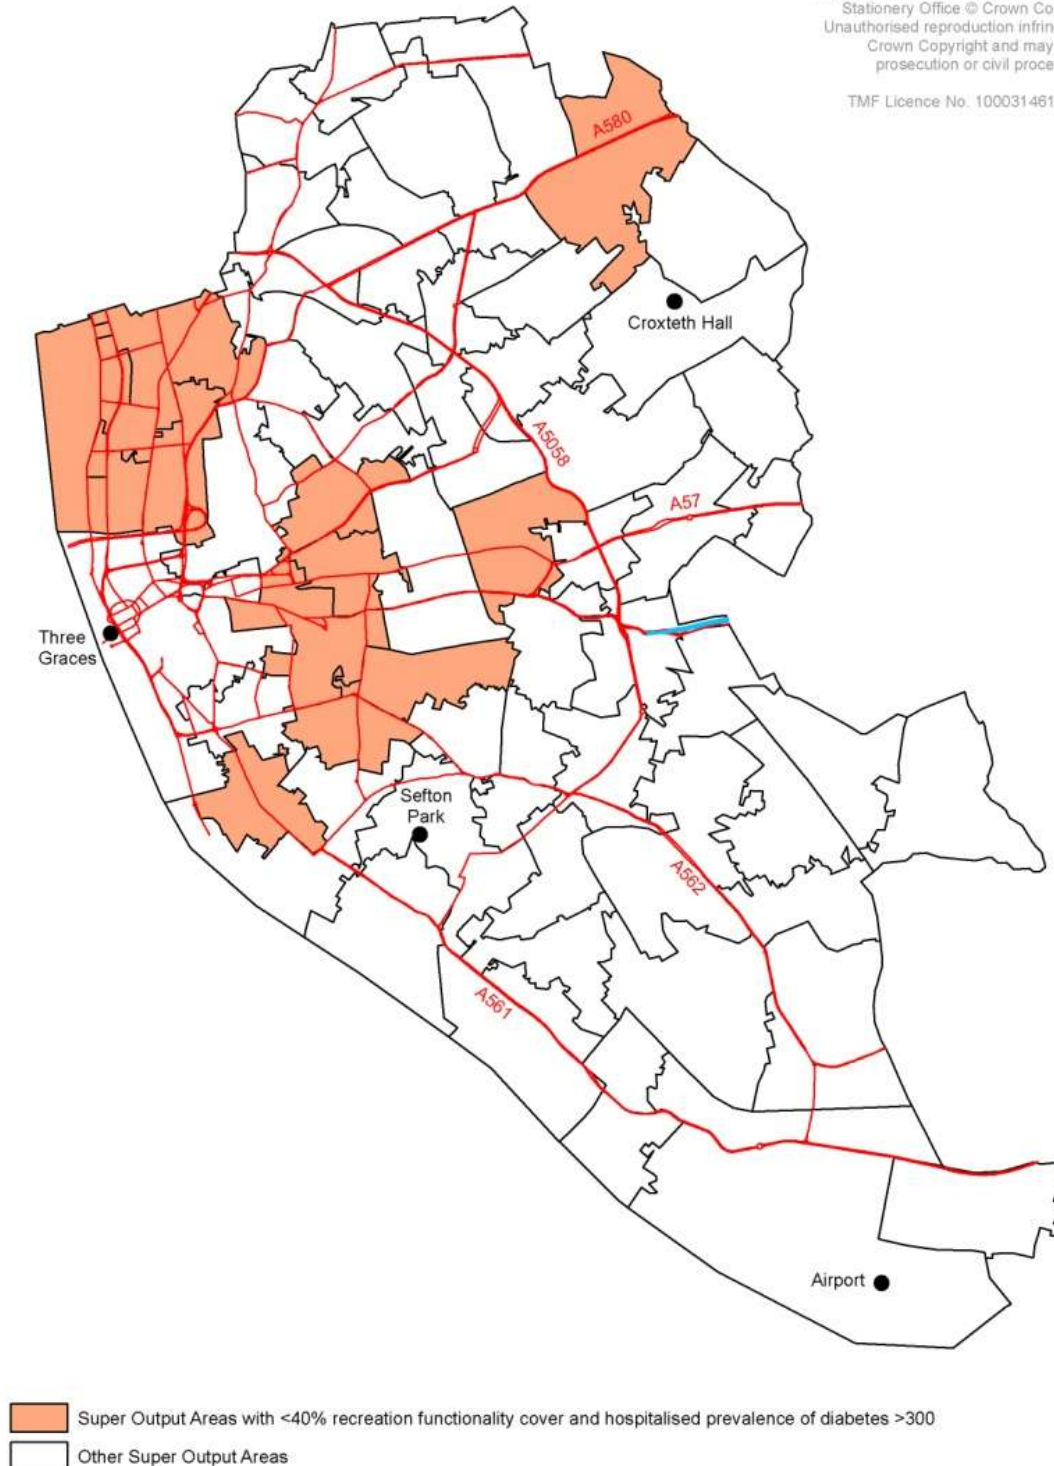 Stationery Office © Crown Co
Unauthorised reproduction infrin
Crown Copyright and may
prosecution or civil proce
TMF Licence No. 100031461
A580
Croxteth Hall
A5058
A57
Three
Graces
Sefton
Park
A562
A561
Airport
Super Output Areas with <40% recreation functionality cover and hospitalised prevalence of diabetes >300
Other Super Output Areas